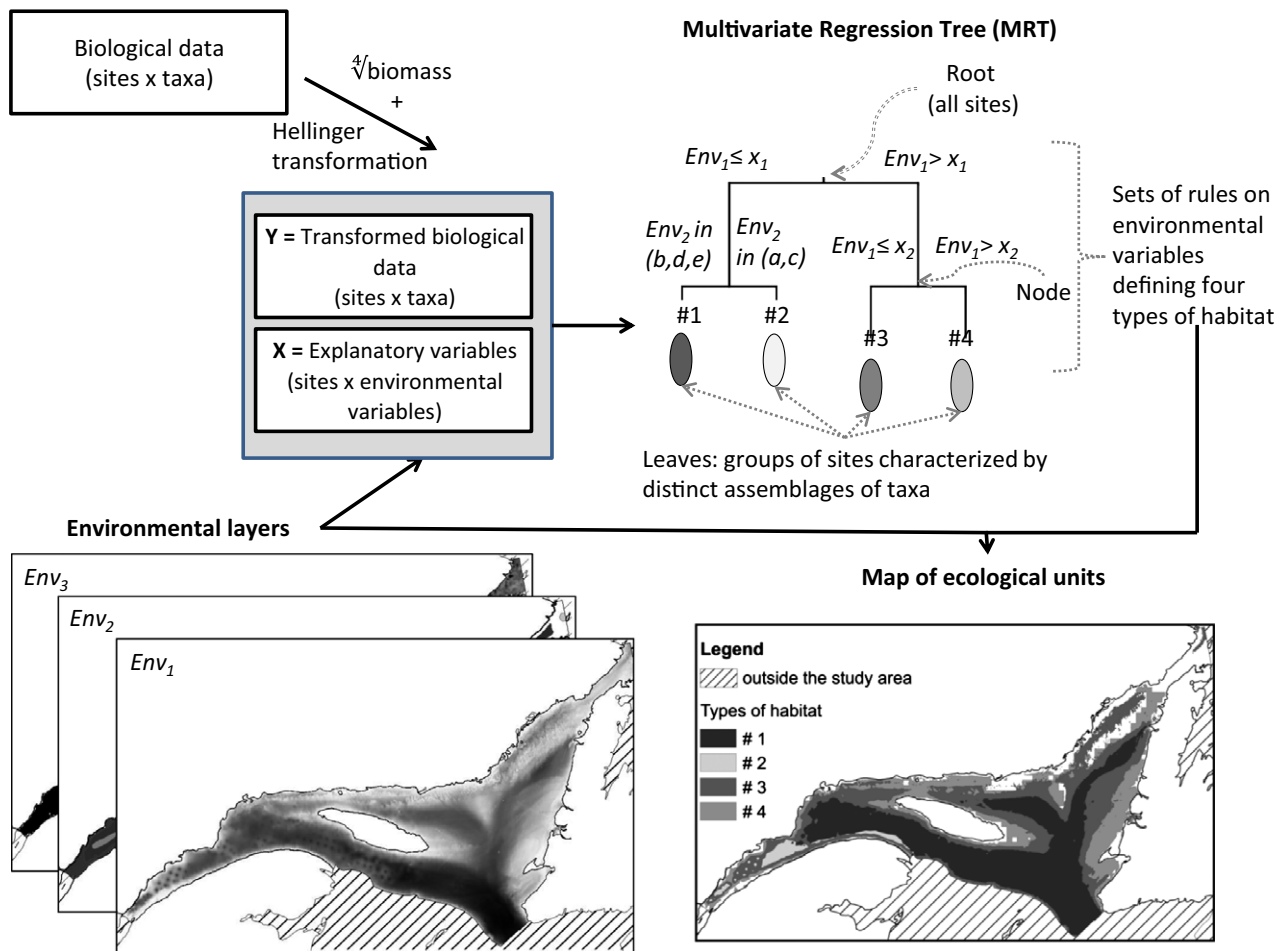 Biological data
(sites x taxa)
∜biomass
+
Hellinger
transformation
Y = Transformed biological
data
(sites x taxa)
X = Explanatory variables
(sites x environmental
variables)
Multivariate Regression Tree (MRT)
Root
(all sites)
Env₁≤ x₁
Env₁> x₁
Env₂ in
(b,d,e)
Env₂
in (a,c)
Env₁≤ x₂
Env₁> x₂
Node
#1
#2
#3
#4
Sets of rules on
environmental
variables
defining four
types of habitat
Leaves: groups of sites characterized by
distinct assemblages of taxa
Environmental layers
Env₃
Env₂
Env₁
Map of ecological units
Legend
outside the study area
Types of habitat
# 1
# 2
# 3
# 4